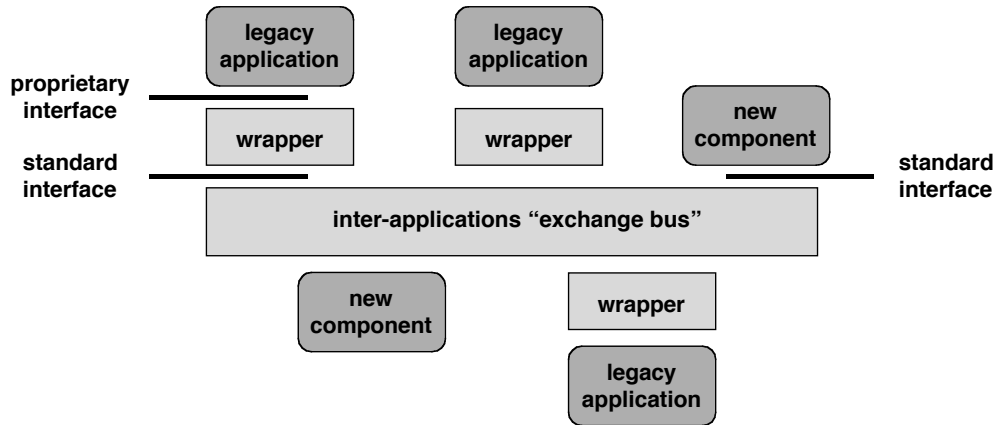 legacy
application
legacy
application
proprietary
interface
new
component
wrapper
wrapper
standard
interface
standard
interface
inter-applications “exchange bus”
new
component
wrapper
legacy
application